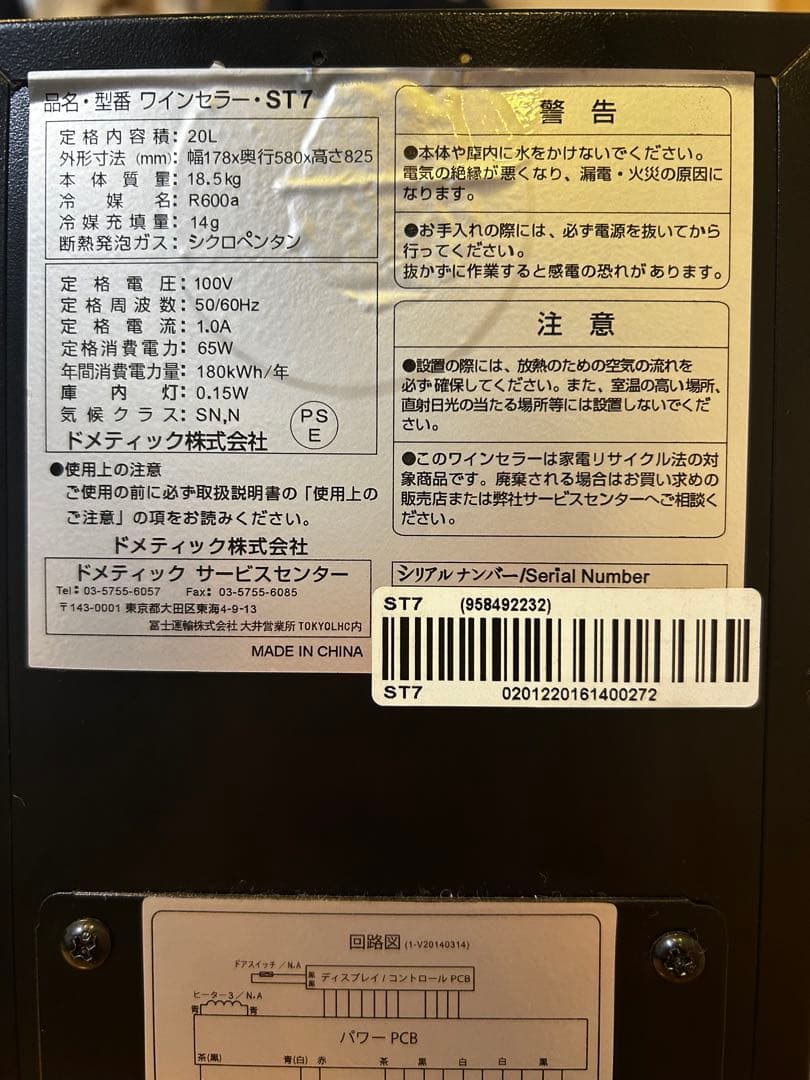 品名・型番 ワインセラー・ST7
定格内容積：20L
外形寸法（mm）：幅178x奥行580x高さ825
本体質量：18.5kg
冷媒名：R600a
冷媒充填量：14g
断熱発泡ガス：シクロペンタン
定格電圧：100V
定格周波数：50/60Hz
定格電流：1.0A
定格消費電力：65W
年間消費電力量：180kWh/年
庫内灯：0.15W
気候クラス：SN,N
PS
E
ドメティック株式会社
●使用上の注意
ご使用の前に必ず取扱説明書の「使用上の
ご注意」の項をお読みください。
ドメティック株式会社
ドメティック サービスセンター
Tel: 03-5755-6057 Fax: 03-5755-6085
〒143-0001 東京都大田区東海4-9-13
冨士運輸株式会社 大井営業所 TOKYOLHC内
MADE IN CHINA
警告
●本体や庫内に水をかけないでください。
電気の絶縁が悪くなり、漏電・火災の原因に
なります。
●お手入れの際には、必ず電源を抜いてから
行ってください。
抜かずに作業すると感電の恐れがあります。
注意
●設置の際には、放熱のための空気の流れを
必ず確保してください。また、室温の高い場所、
直射日光の当たる場所等には設置しないでくだ
さい。
●このワインセラーは家電リサイクル法の対
象商品です。廃棄される場合はお買い求めの
販売店または弊社サービスセンターへご相談く
ださい。
シリアルナンバー/Serial Number
ST7 (958492232)
ST7 0201220161400272
回路図 (1-V20140314)
ドアスイッチ／N.A
黒
黒
ディスプレイ / コントロール PCB
ヒーター3／N.A
青 青
パワー PCB
茶(黒) 青(白) 赤 茶 黒 白 白 黒